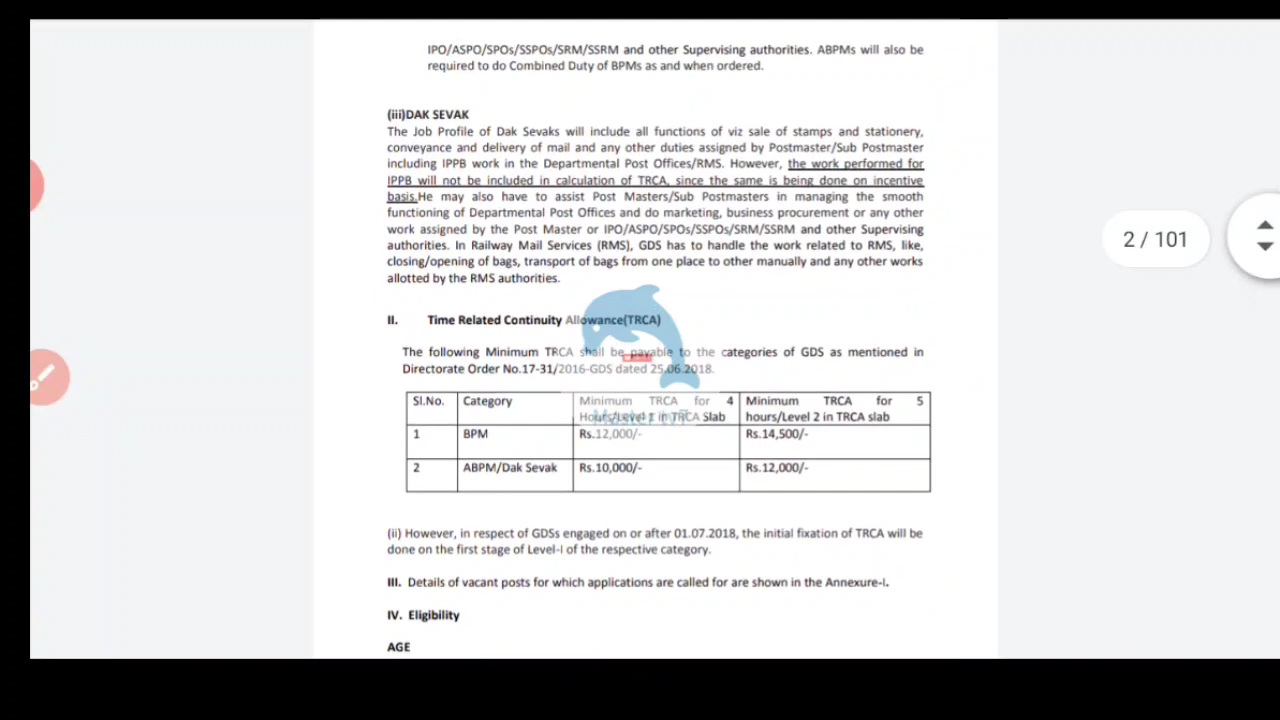 IPO/ASPO/SPOs/SSPOs/SRM/SSRM and other Supervising authorities. ABPMs will also be
required to do Combined Duty of BPMs as and when ordered.
(iii)DAK SEVAK
The Job Profile of Dak Sevaks will include all functions of viz sale of stamps and stationery,
conveyance and delivery of mail and any other duties assigned by Postmaster/Sub Postmaster
including IPPB work in the Departmental Post Offices/RMS. However, the work performed for
IPPB will not be included in calculation of TRCA, since the same is being done on incentive
basis.He may also have to assist Post Masters/Sub Postmasters in managing the smooth
functioning of Departmental Post Offices and do marketing, business procurement or any other
work assigned by the Post Master or IPO/ASPO/SPOs/SSPOs/SRM/SSRM and other Supervising
authorities. In Railway Mail Services (RMS), GDS has to handle the work related to RMS, like,
closing/opening of bags, transport of bags from one place to other manually and any other works
allotted by the RMS authorities.
2 / 101
II. Time Related Continuity Allowance(TRCA)
The following Minimum TRCA shall be payable to the categories of GDS as mentioned in
Directorate Order No.17-31/2016-GDS dated 25.06.2018.
Sl.No. Category Minimum TRCA for 4 Minimum TRCA for 5
Hours/Level 1 in TRCA Slab hours/Level 2 in TRCA slab
1 BPM Rs.12,000/- Rs.14,500/-
2 ABPM/Dak Sevak Rs.10,000/- Rs.12,000/-
(ii) However, in respect of GDSs engaged on or after 01.07.2018, the initial fixation of TRCA will be
done on the first stage of Level-I of the respective category.
III. Details of vacant posts for which applications are called for are shown in the Annexure-I.
IV. Eligibility
AGE